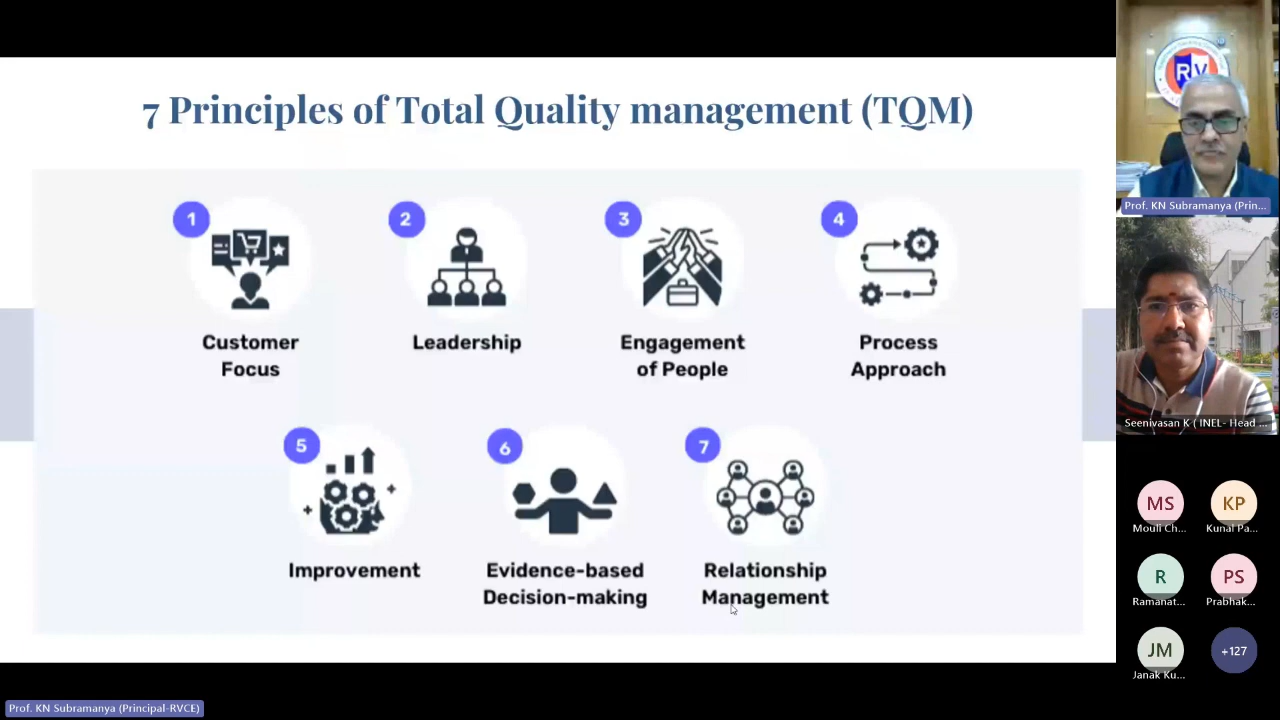 7 Principles of Total Quality management (TQM)
1
2
3
4
Customer
Focus
Leadership
Engagement
of People
Process
Approach
5
6
7
Improvement
Evidence-based
Decision-making
Relationship
Management
RV
Prof. KN Subramanya (Prin...
Seenivasan K ( INEL- Head ...
MS
KP
Mouli Ch...
Kunal Pa...
R
PS
Ramanat...
Prabhak...
JM
+127
Janak Ku...
Prof. KN Subramanya (Principal-RVCE)